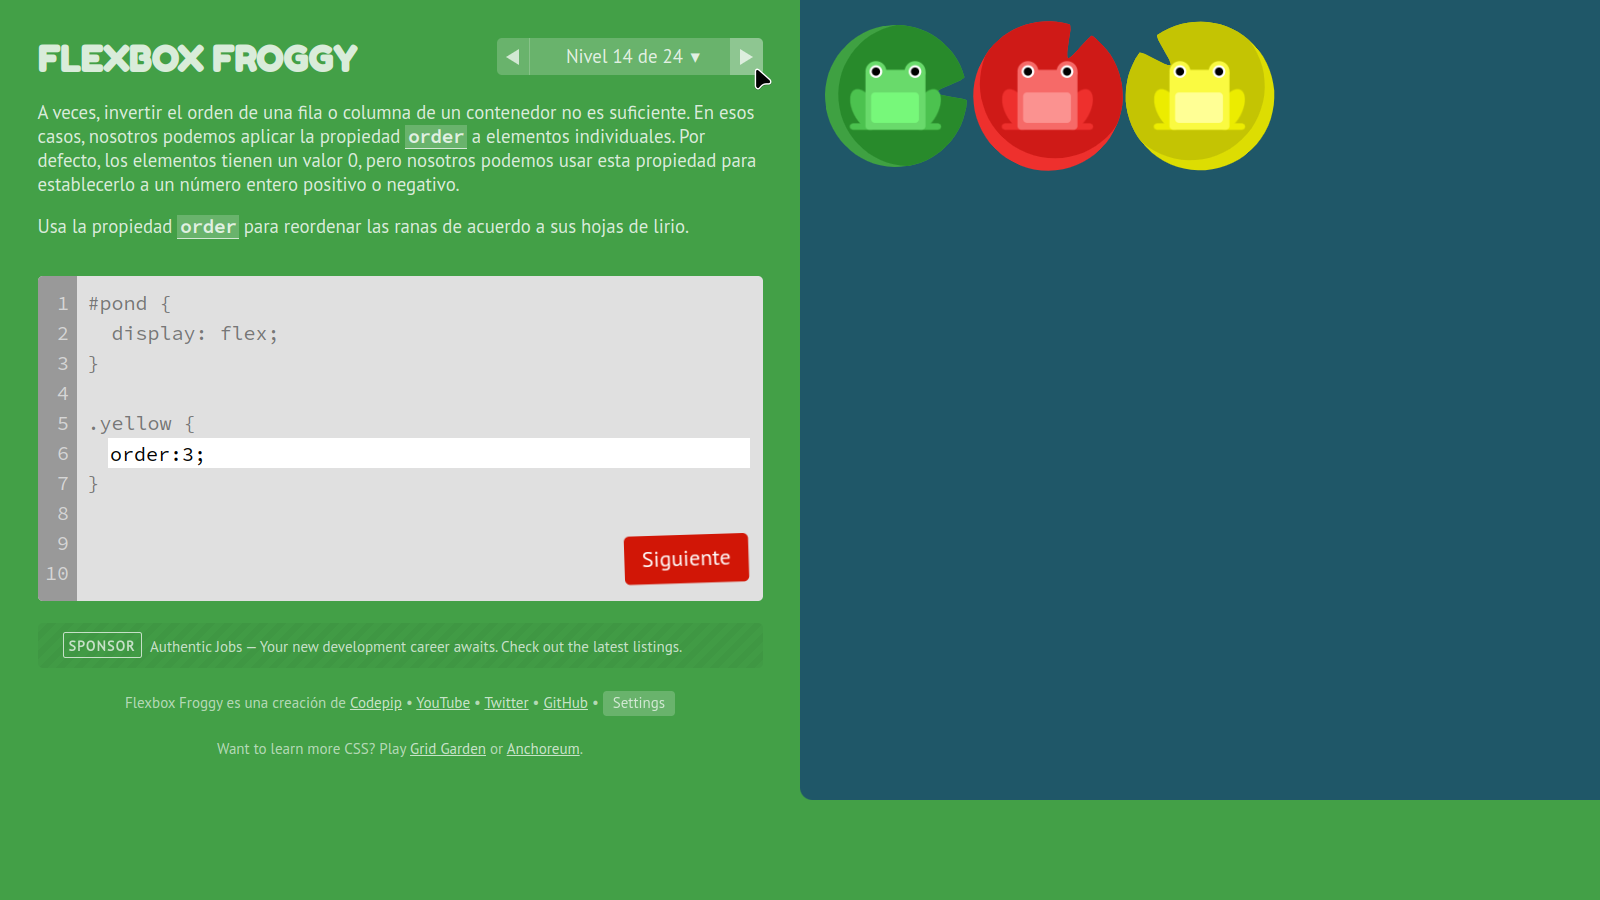 FLEXBOX FROGGY
Nivel 14 de 24 ▼
A veces, invertir el orden de una fila o columna de un contenedor no es suficiente. En esos
casos, nosotros podemos aplicar la propiedad order a elementos individuales. Por
defecto, los elementos tienen un valor 0, pero nosotros podemos usar esta propiedad para
establecerlo a un número entero positivo o negativo.
Usa la propiedad order para reordenar las ranas de acuerdo a sus hojas de lirio.
1 #pond {
2 display: flex;
3 }
4
5 .yellow {
6 order:3;
7 }
8
9
10
Siguiente
SPONSOR Authentic Jobs — Your new development career awaits. Check out the latest listings.
Flexbox Froggy es una creación de Codepip • YouTube • Twitter • GitHub • Settings
Want to learn more CSS? Play Grid Garden or Anchoreum.